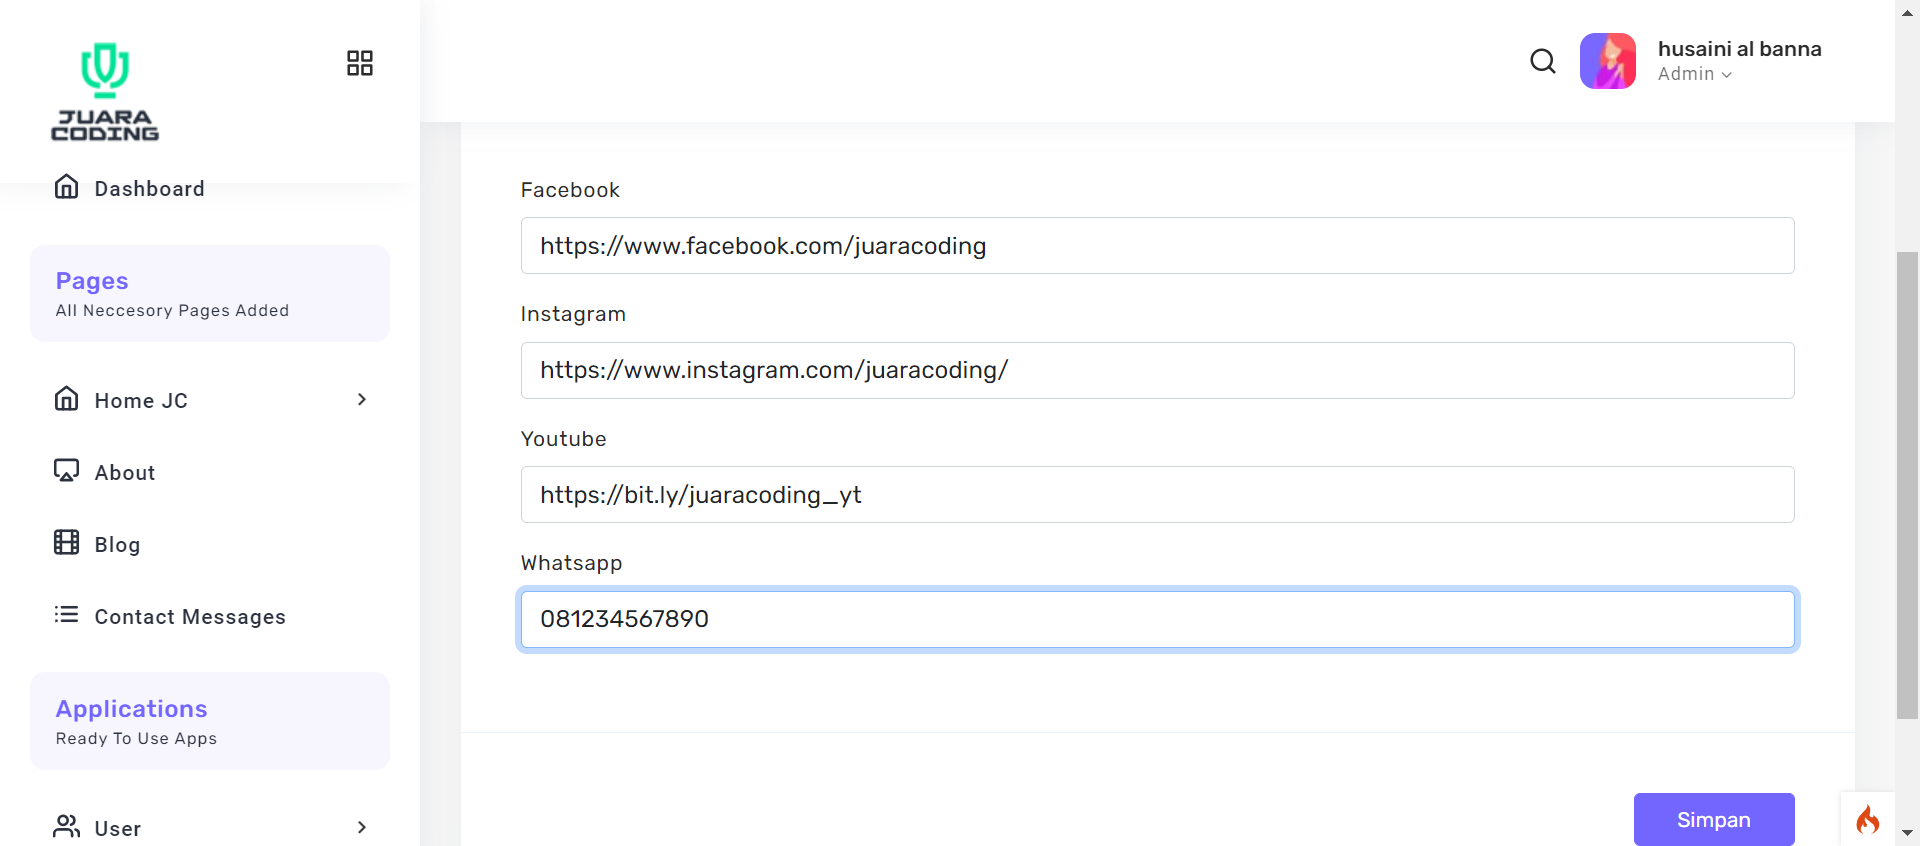 JUARA
CODING
Dashboard
Pages
All Neccesory Pages Added
Home JC
About
Blog
Contact Messages
Applications
Ready To Use Apps
User
husaini al banna
Admin
Facebook
https://www.facebook.com/juaracoding
Instagram
https://www.instagram.com/juaracoding/
Youtube
https://bit.ly/juaracoding_yt
Whatsapp
081234567890
Simpan